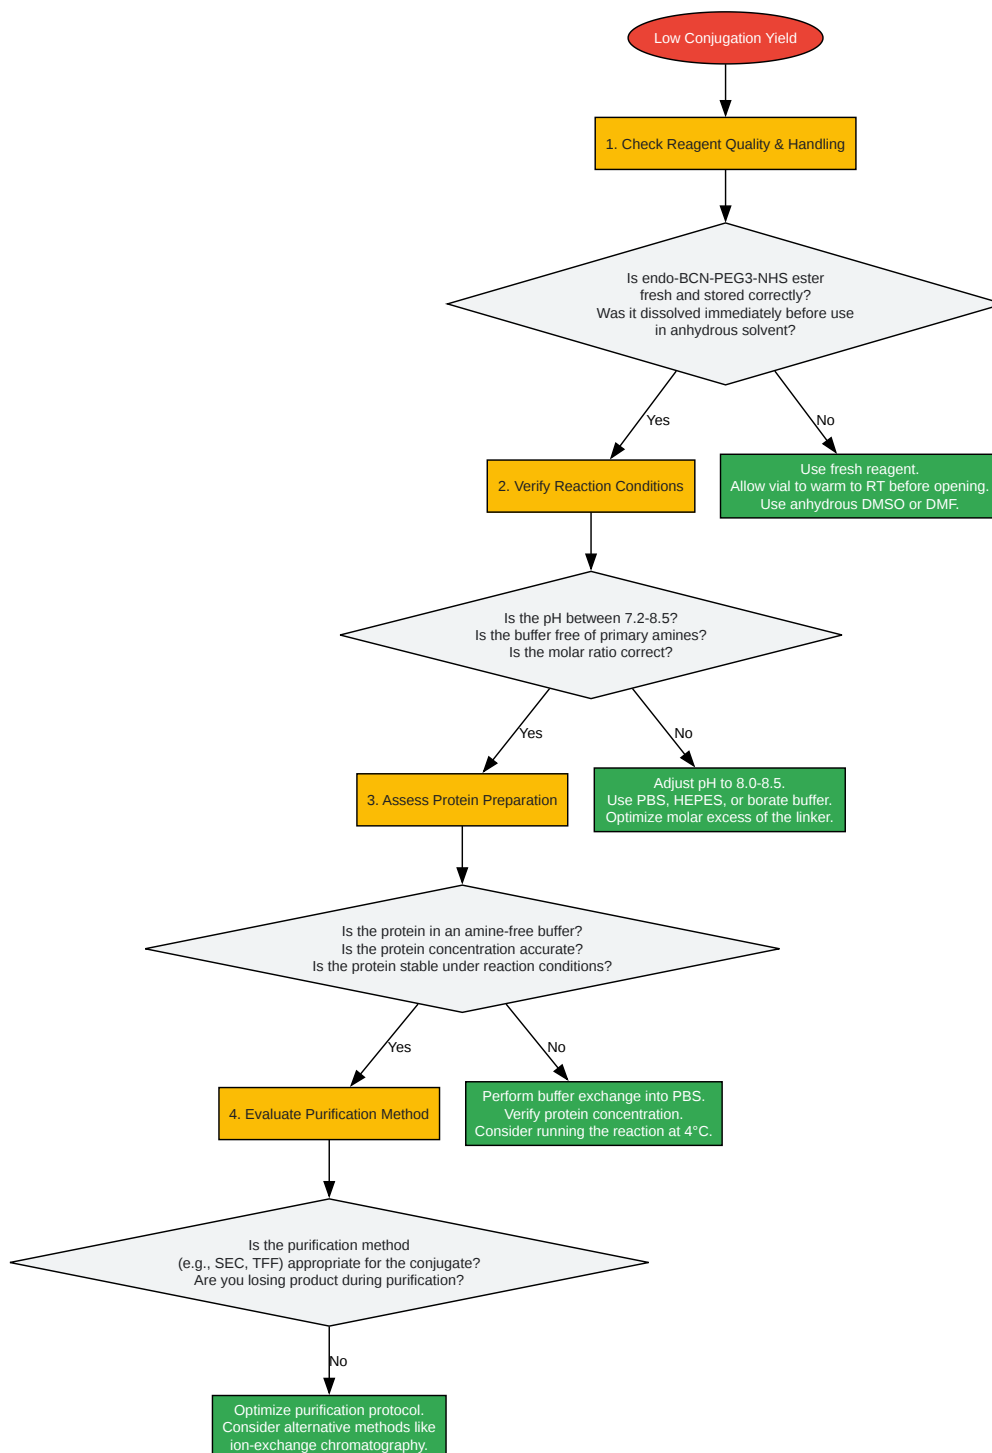 Low Conjugation Yield
1. Check Reagent Quality & Handling
Is endo-BCN-PEG3-NHS ester
fresh and stored correctly?
Was it dissolved immediately before use
in anhydrous solvent?
Yes
No
2. Verify Reaction Conditions
Use fresh reagent.
Allow vial to warm to RT before opening.
Use anhydrous DMSO or DMF.
Is the pH between 7.2-8.5?
Is the buffer free of primary amines?
Is the molar ratio correct?
Yes
No
3. Assess Protein Preparation
Adjust pH to 8.0-8.5.
Use PBS, HEPES, or borate buffer.
Optimize molar excess of the linker.
Is the protein in an amine-free buffer?
Is the protein concentration accurate?
Is the protein stable under reaction conditions?
Yes
No
4. Evaluate Purification Method
Perform buffer exchange into PBS.
Verify protein concentration.
Consider running the reaction at 4°C.
Is the purification method
(e.g., SEC, TFF) appropriate for the conjugate?
Are you losing product during purification?
No
Optimize purification protocol.
Consider alternative methods like
ion-exchange chromatography.